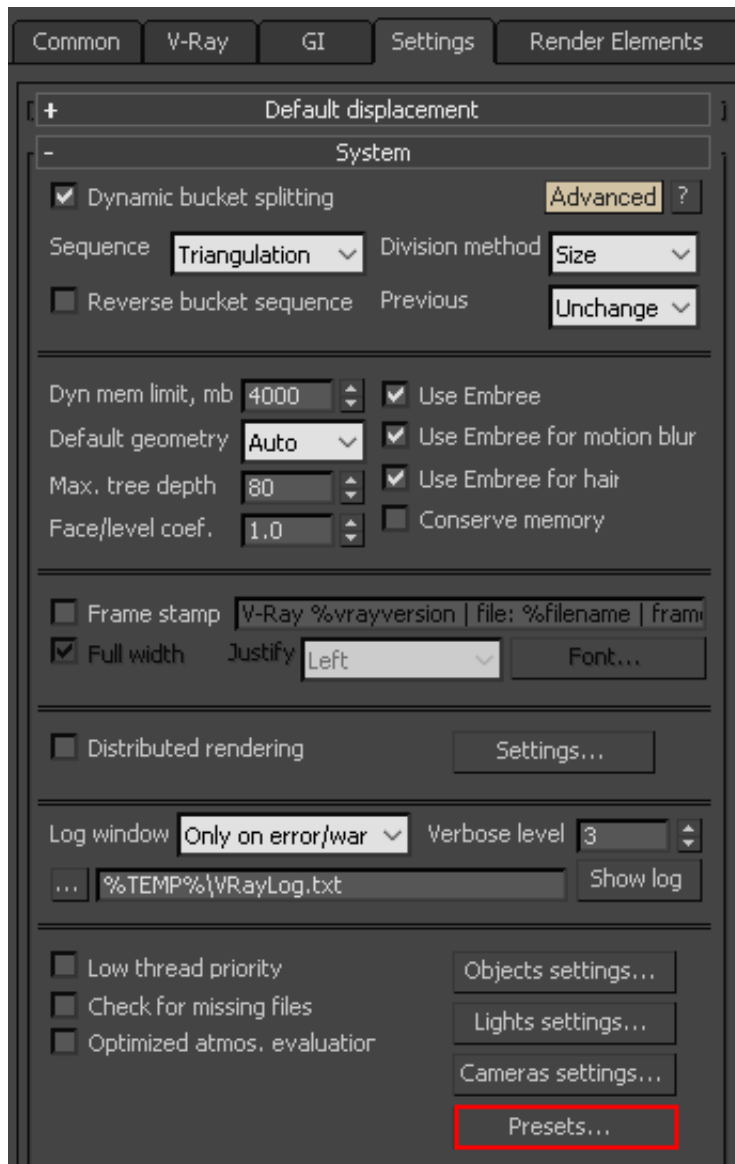 Common V-Ray GI Settings Render Elements
+ Default displacement
- System
Dynamic bucket splitting Advanced ?
Sequence Triangulation Division method Size
Reverse bucket sequence Previous Unchange
Dyn mem limit, mb 4000 Use Embree
Default geometry Auto Use Embree for motion blur
Max. tree depth 80 Use Embree for hair
Face/level coef. 1.0 Conserve memory
Frame stamp V-Ray %vrayversion | file: %filename | fram
Full width Justify Left Font...
Distributed rendering Settings...
Log window Only on error/war Verbose level 3
... %TEMP%\VRayLog.txt Show log
Low thread priority Objects settings...
Check for missing files Lights settings...
Optimized atmos. evaluation Cameras settings...
Presets...